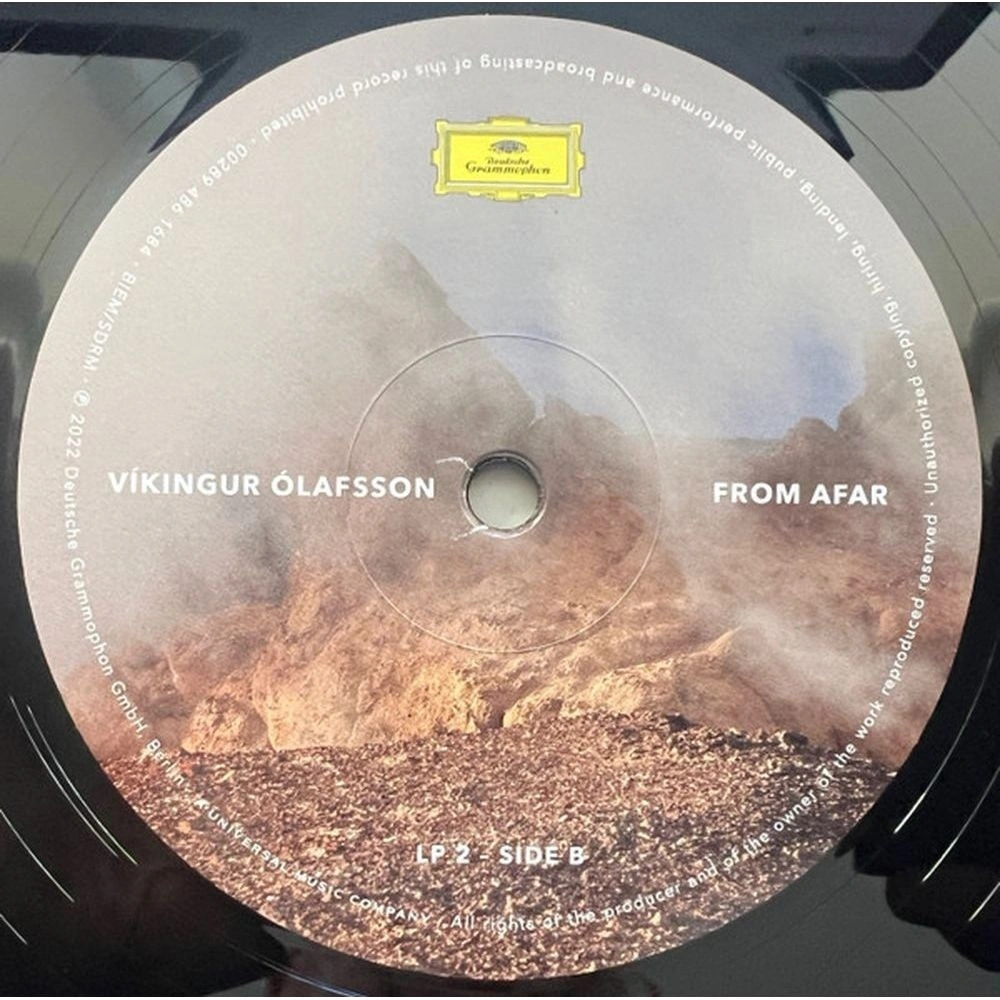 Deutsche
Grammophon
VÍKINGUR ÓLAFSSON
FROM AFAR
LP 2 – SIDE B
00289 486 1684 · BIEM/SDRM · ℗ 2022 Deutsche Grammophon GmbH, Berlin · A UNIVERSAL MUSIC COMPANY · All rights of the producer and of the owner of the work reproduced reserved · Unauthorized copying, hiring, lending, public performance and broadcasting of this record prohibited ·